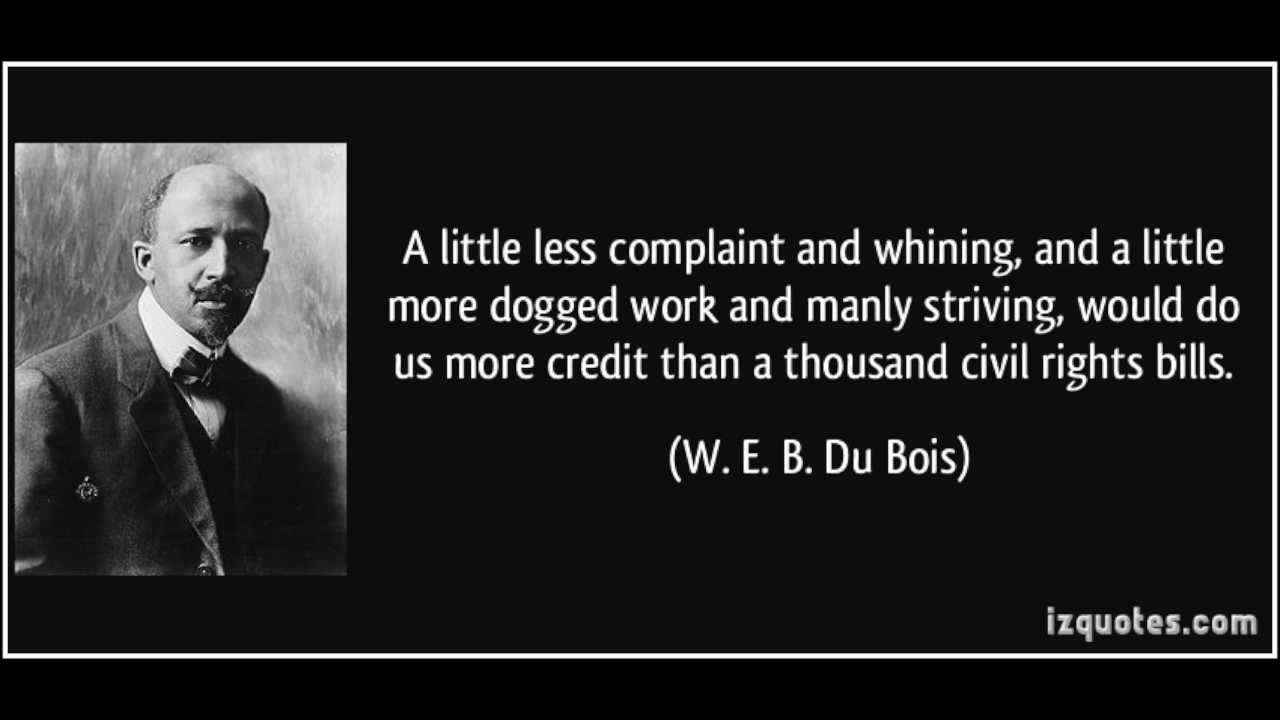 A little less complaint and whining, and a little
more dogged work and manly striving, would do
us more credit than a thousand civil rights bills.
(W. E. B. Du Bois)
izquotes.com